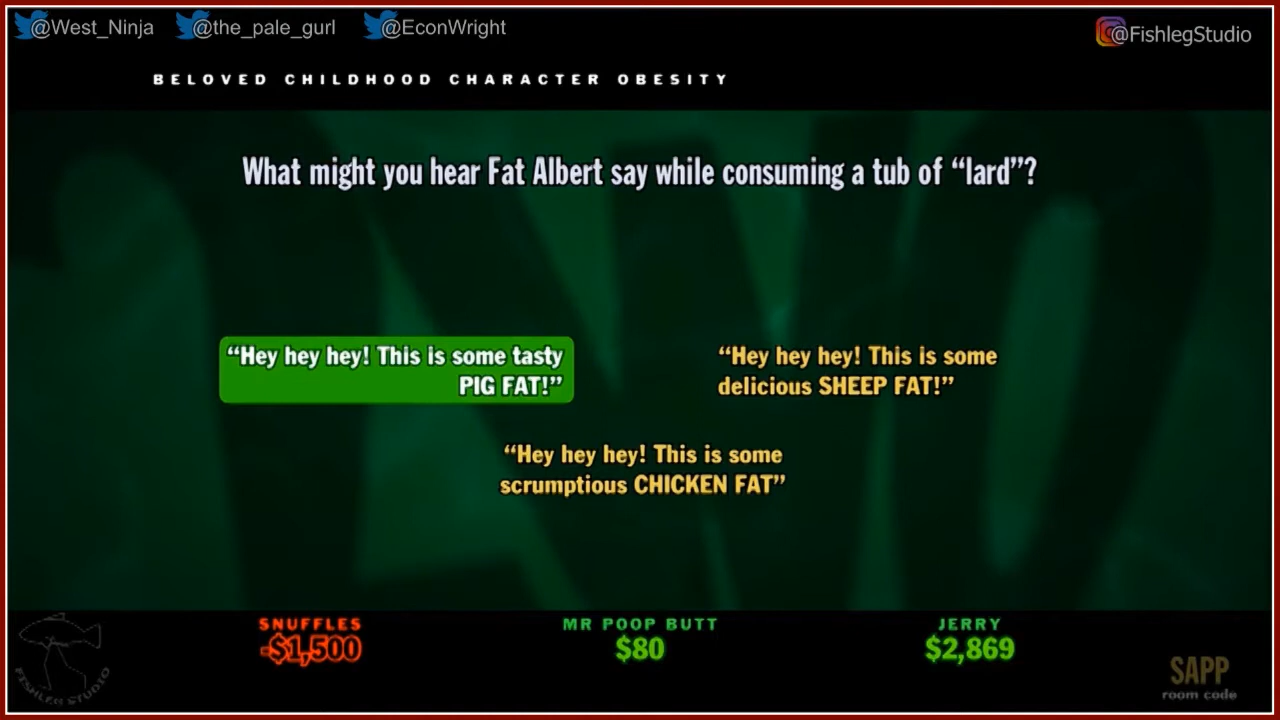 @West_Ninja @the_pale_gurl @EconWright @FishlegStudio
BELOVED CHILDHOOD CHARACTER OBESITY
What might you hear Fat Albert say while consuming a tub of “lard”?
“Hey hey hey! This is some tasty
PIG FAT!”
“Hey hey hey! This is some
delicious SHEEP FAT!”
“Hey hey hey! This is some
scrumptious CHICKEN FAT”
SNUFFLES
-$1,500
MR POOP BUTT
$80
JERRY
$2,869
FISHLEG STUDIO
SAPP
room code